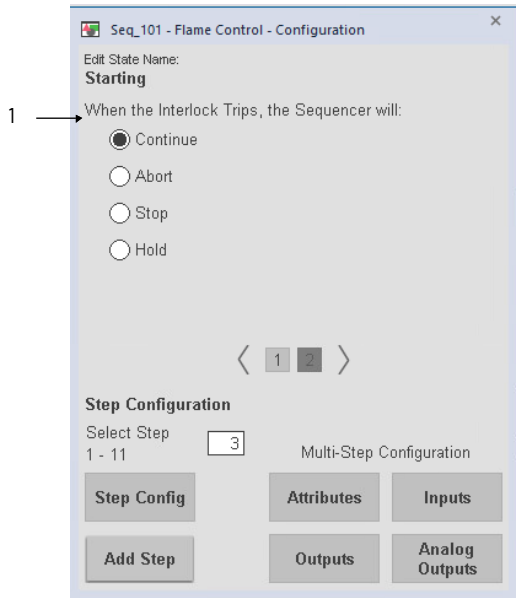 Seq_101 - Flame Control - Configuration
Edit State Name:
Starting
1
When the Interlock Trips, the Sequencer will:
Continue
Abort
Stop
Hold
1 2
Step Configuration
Select Step
1 - 11
3
Multi-Step Configuration
Step Config
Attributes
Inputs
Add Step
Outputs
Analog
Outputs